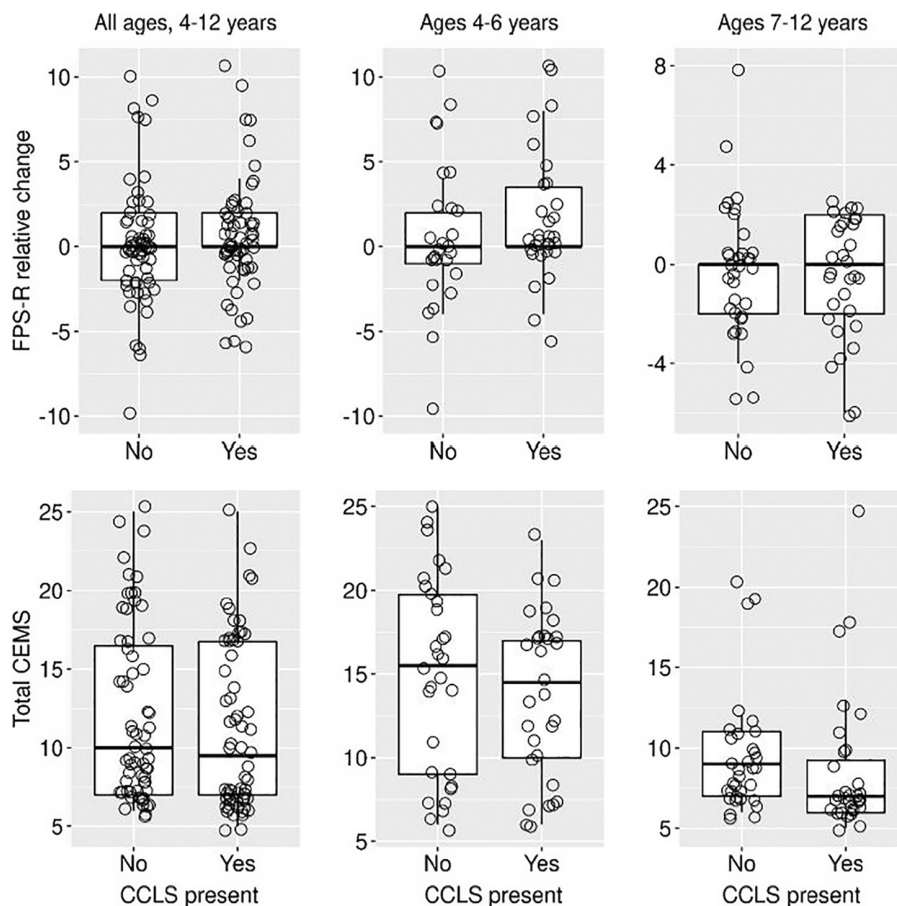 All ages, 4-12 years
Ages 4-6 years
Ages 7-12 years
FPS-R relative change
10
5
0
-5
-10
No
Yes
10
5
0
-5
-10
No
Yes
8
4
0
-4
No
Yes
Total CEMS
25
20
15
10
5
No
Yes
CCLS present
25
20
15
10
5
No
Yes
CCLS present
25
20
15
10
5
No
Yes
CCLS present